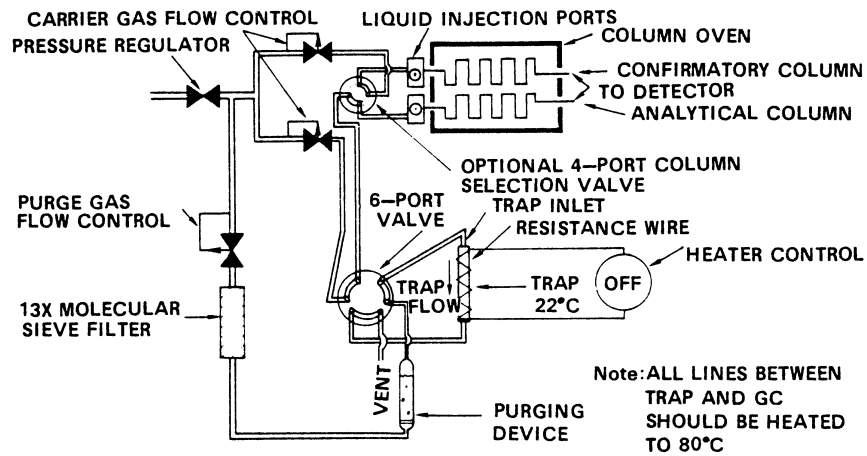 CARRIER GAS FLOW CONTROL
PRESSURE REGULATOR
LIQUID INJECTION PORTS
COLUMN OVEN
CONFIRMATORY COLUMN
TO DETECTOR
ANALYTICAL COLUMN
OPTIONAL 4-PORT COLUMN
SELECTION VALVE
PURGE GAS
FLOW CONTROL
6-PORT
VALVE
TRAP INLET
RESISTANCE WIRE
HEATER CONTROL
TRAP
FLOW
TRAP
22°C
OFF
13X MOLECULAR
SIEVE FILTER
VENT
PURGING
DEVICE
Note: ALL LINES BETWEEN
TRAP AND GC
SHOULD BE HEATED
TO 80°C